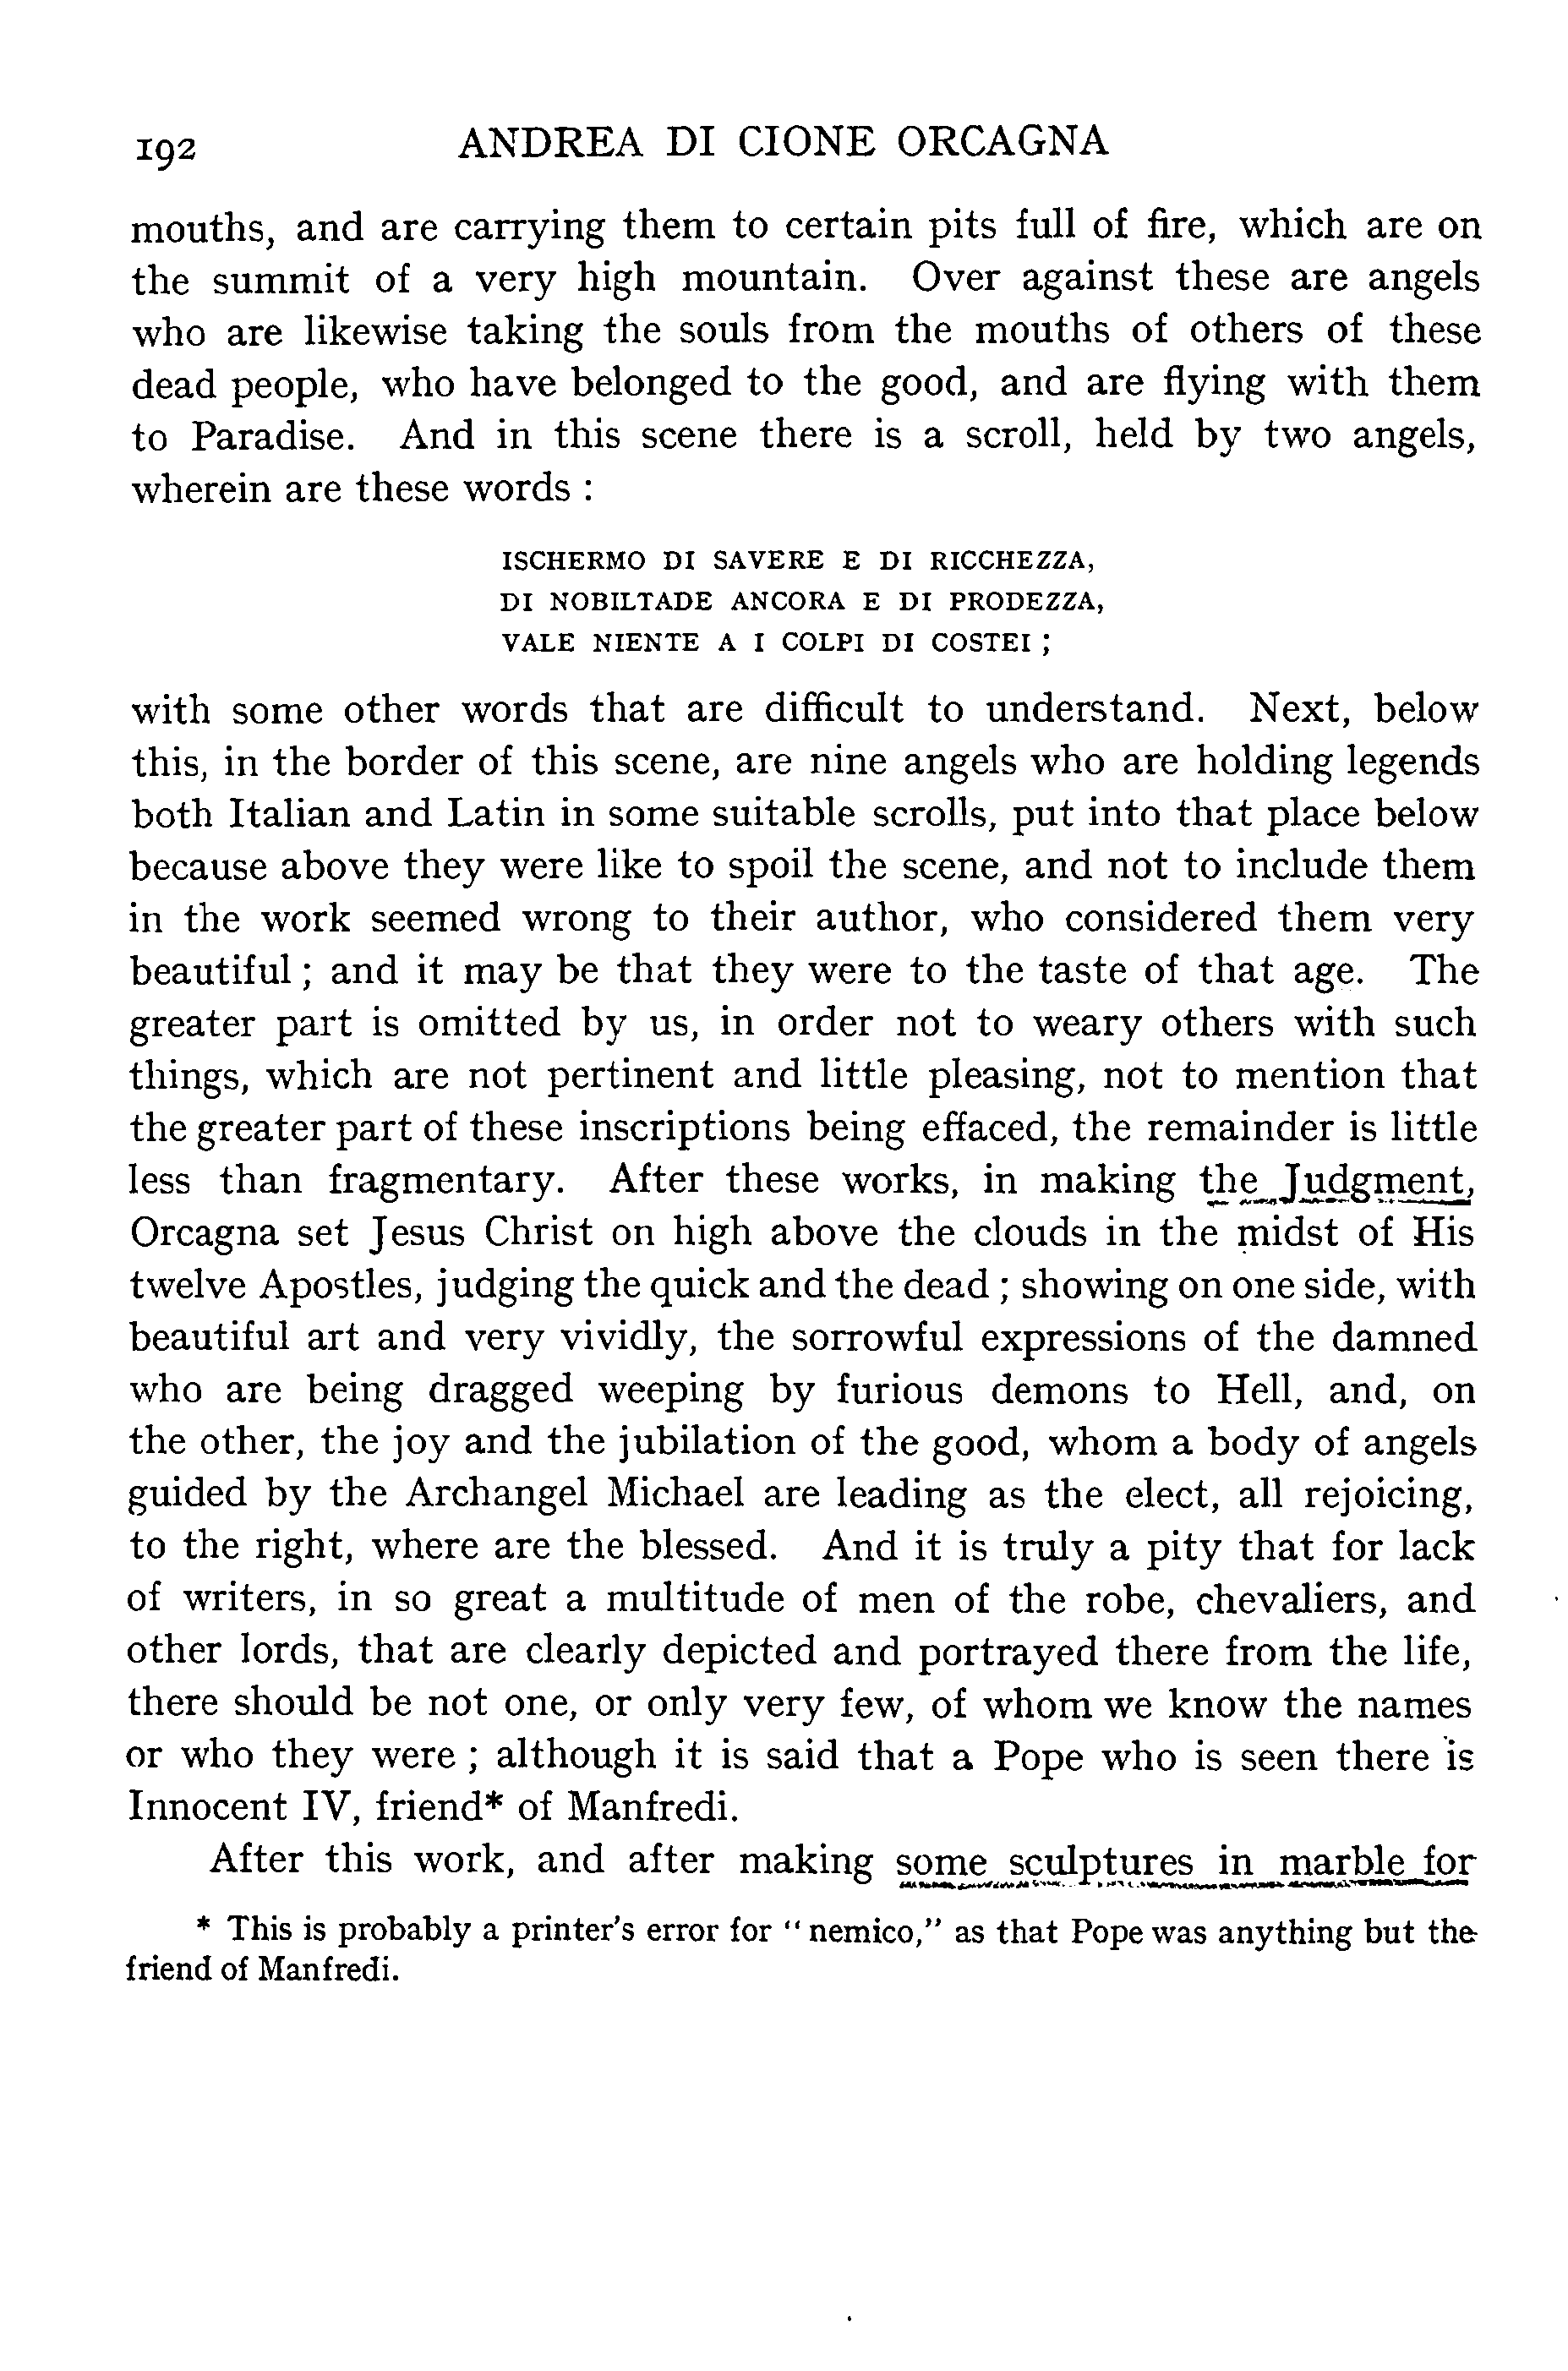 192 ANDREA DI CIONE ORCAGNA
mouths, and are carrying them to certain pits full of fire, which are on
the summit of a very high mountain. Over against these are angels
who are likewise taking the souls from the mouths of others of these
dead people, who have belonged to the good, and are flying with them
to Paradise. And in this scene there is a scroll, held by two angels,
wherein are these words :
ISCHERMO DI SAVERE E DI RICCHEZZA,
DI NOBILTADE ANCORA E DI PRODEZZA,
VALE NIENTE A I COLPI DI COSTEI ;
with some other words that are difficult to understand. Next, below
this, in the border of this scene, are nine angels who are holding legends
both Italian and Latin in some suitable scrolls, put into that place below
because above they were like to spoil the scene, and not to include them
in the work seemed wrong to their author, who considered them very
beautiful ; and it may be that they were to the taste of that age. The
greater part is omitted by us, in order not to weary others with such
things, which are not pertinent and little pleasing, not to mention that
the greater part of these inscriptions being effaced, the remainder is little
less than fragmentary. After these works, in making the Judgment,
Orcagna set Jesus Christ on high above the clouds in the midst of His
twelve Apostles, judging the quick and the dead ; showing on one side, with
beautiful art and very vividly, the sorrowful expressions of the damned
who are being dragged weeping by furious demons to Hell, and, on
the other, the joy and the jubilation of the good, whom a body of angels
guided by the Archangel Michael are leading as the elect, all rejoicing,
to the right, where are the blessed. And it is truly a pity that for lack
of writers, in so great a multitude of men of the robe, chevaliers, and
other lords, that are clearly depicted and portrayed there from the life,
there should be not one, or only very few, of whom we know the names
or who they were ; although it is said that a Pope who is seen there is
Innocent IV, friend* of Manfredi.
After this work, and after making some sculptures in marble for
* This is probably a printer's error for "nemico," as that Pope was anything but the
friend of Manfredi.